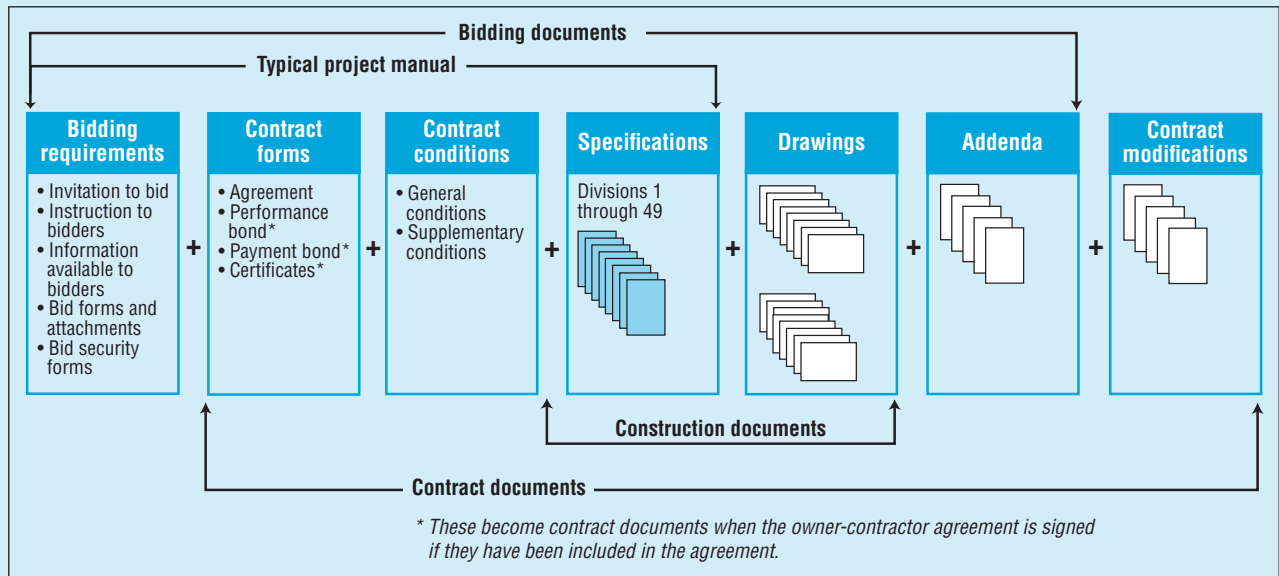 Bidding documents
Typical project manual
Bidding
requirements
• Invitation to bid
• Instruction to
bidders
• Information
available to
bidders
• Bid forms and
attachments
• Bid security
forms
+
Contract
forms
• Agreement
• Performance
bond*
• Payment bond*
• Certificates*
+
Contract
conditions
• General
conditions
• Supplementary
conditions
+
Specifications
Divisions 1
through 49
+
Drawings
+
Addenda
+
Contract
modifications
Construction documents
Contract documents
* These become contract documents when the owner-contractor agreement is signed
if they have been included in the agreement.